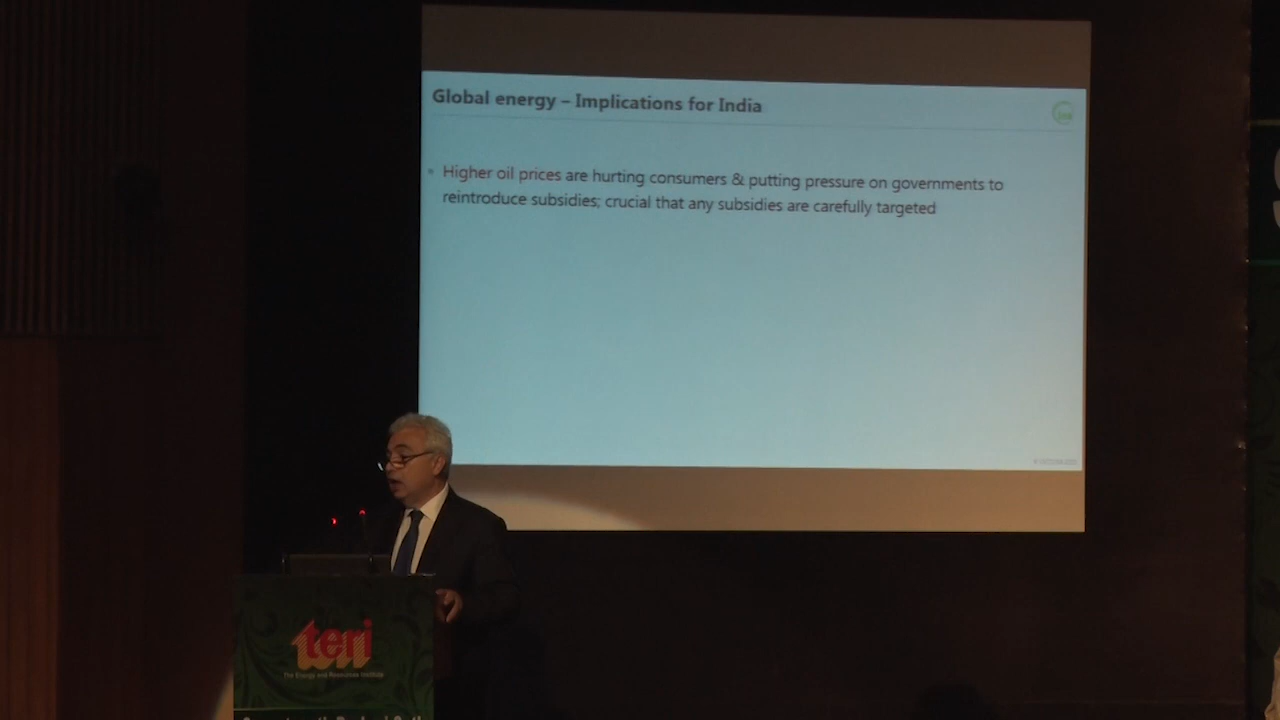 Global energy – Implications for India
iea
• Higher oil prices are hurting consumers & putting pressure on governments to
reintroduce subsidies; crucial that any subsidies are carefully targeted
teri
The Energy and Resources Institute